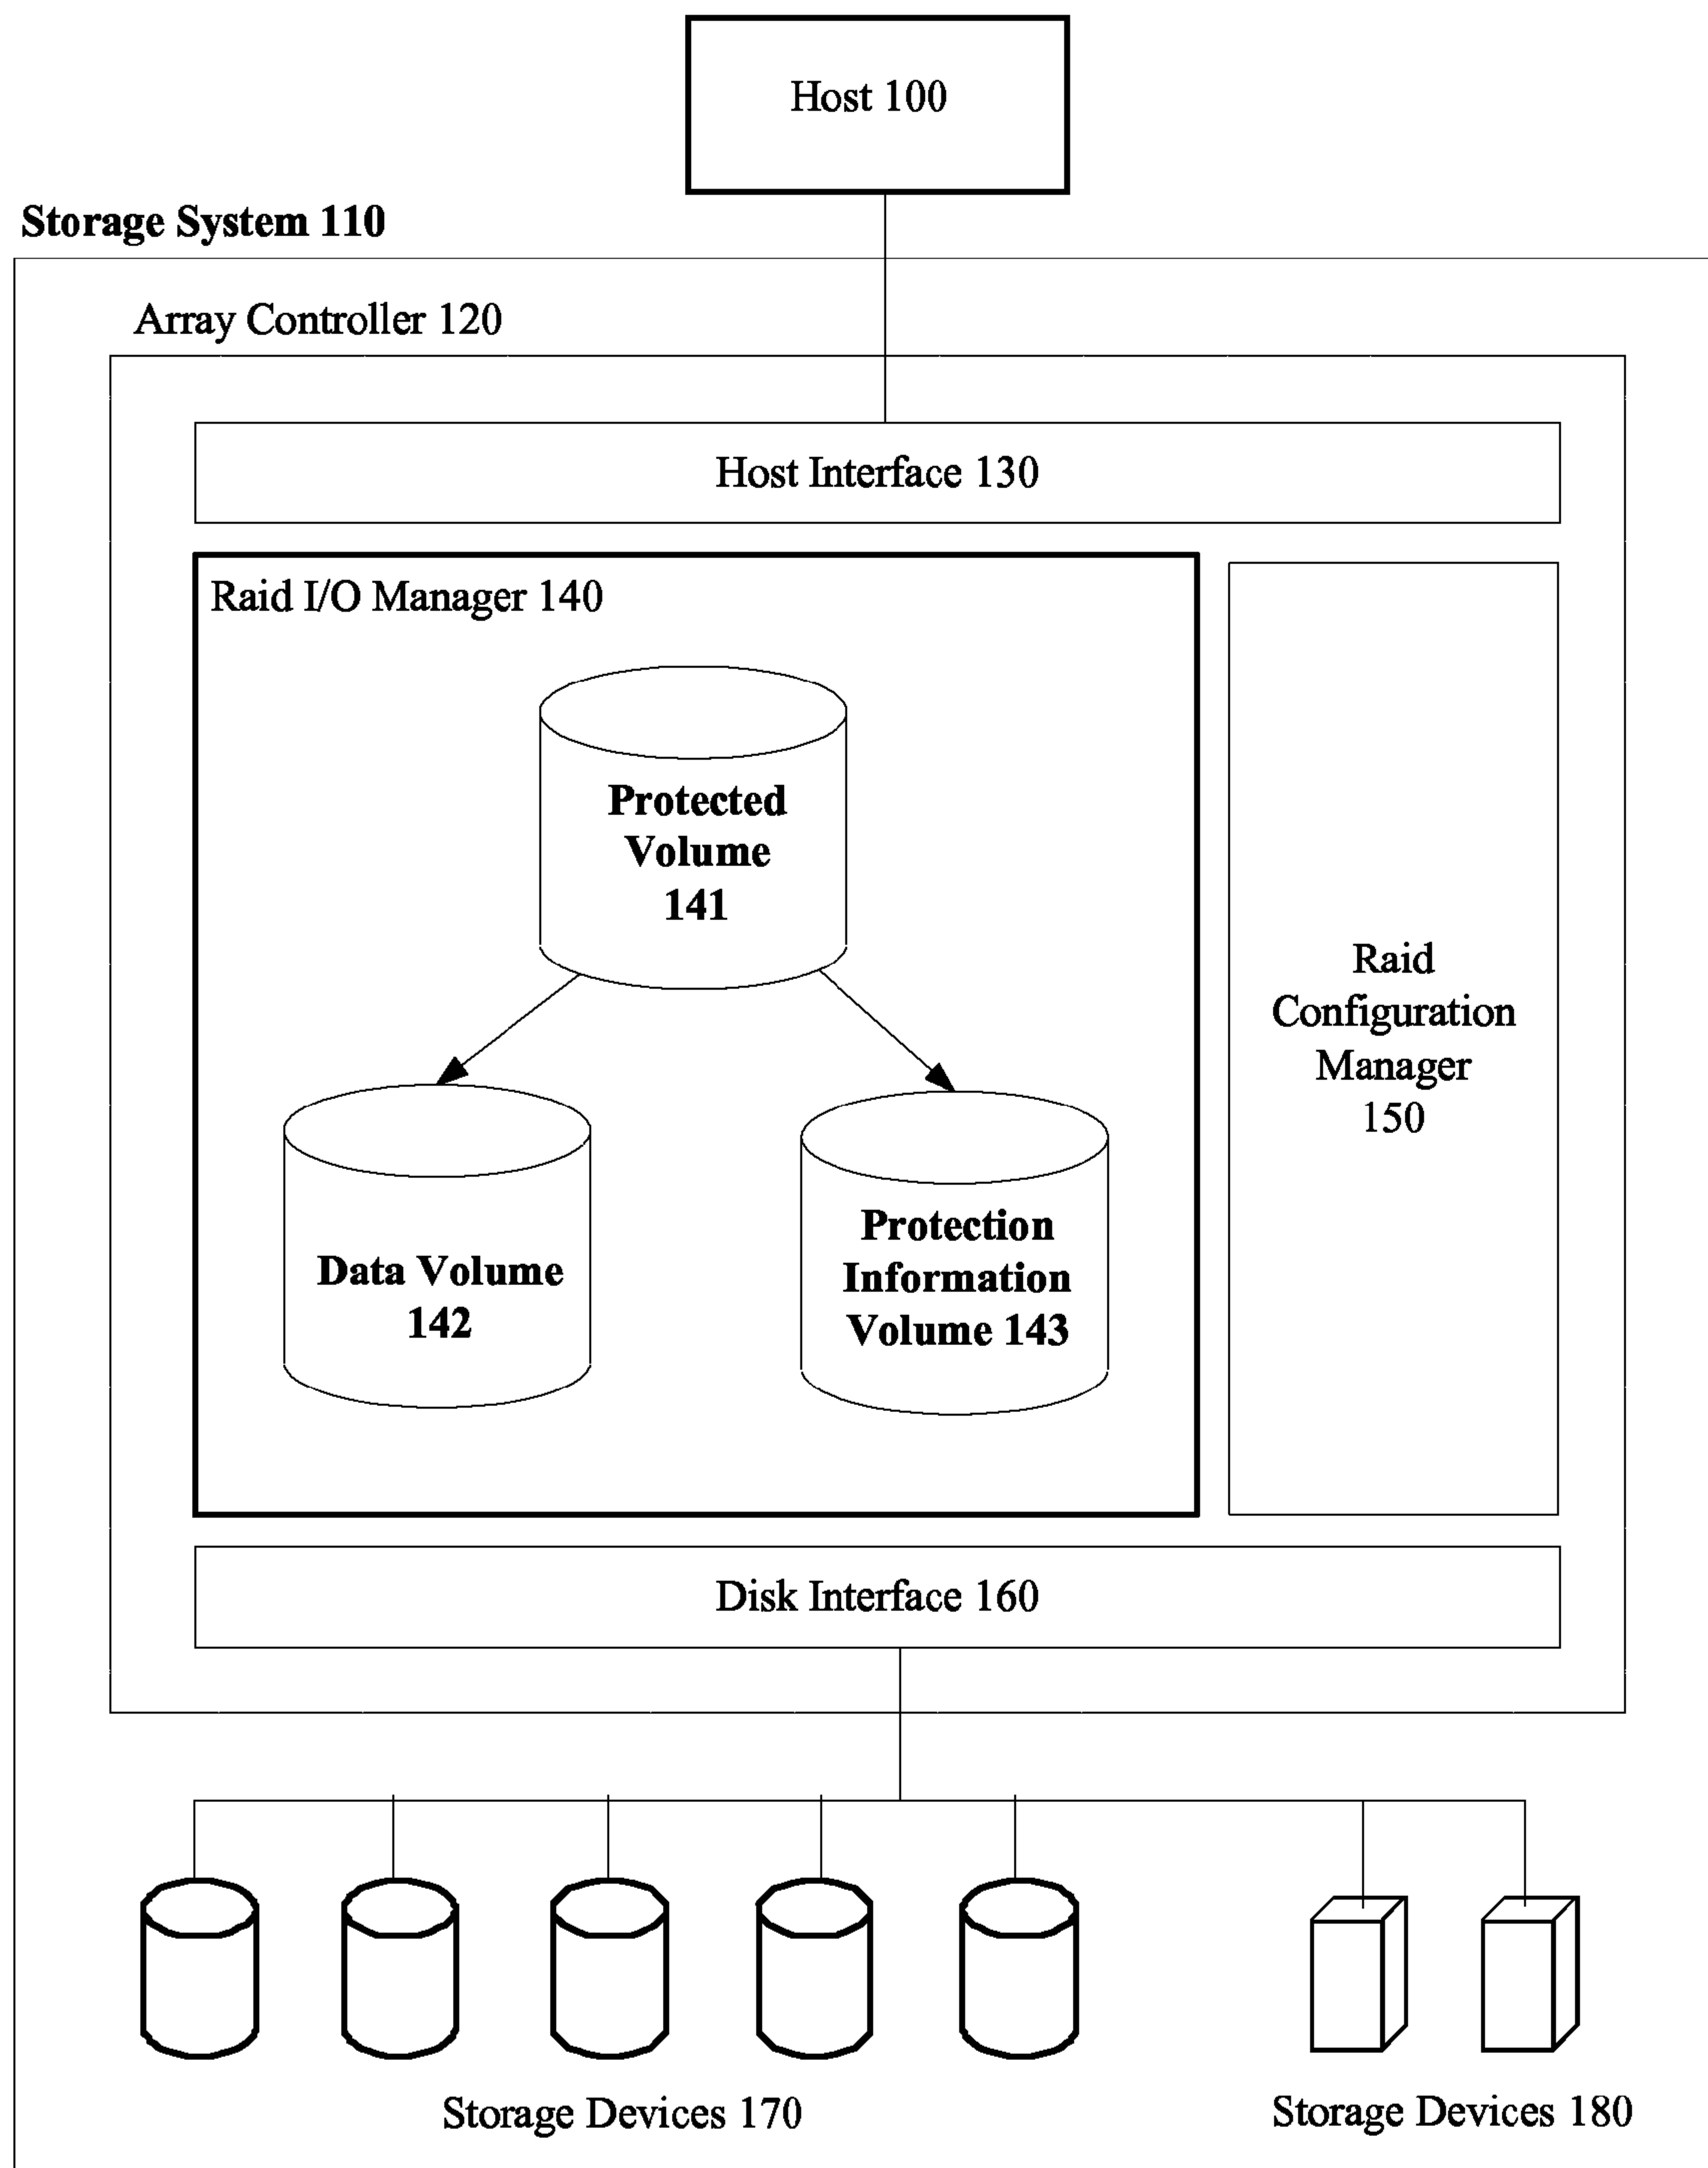 Host 100
Storage System 110
Array Controller 120
Host Interface 130
Raid I/O Manager 140
Protected
Volume
141
Raid
Configuration
Manager
150
Data Volume
142
Protection
Information
Volume 143
Disk Interface 160
Storage Devices 170
Storage Devices 180